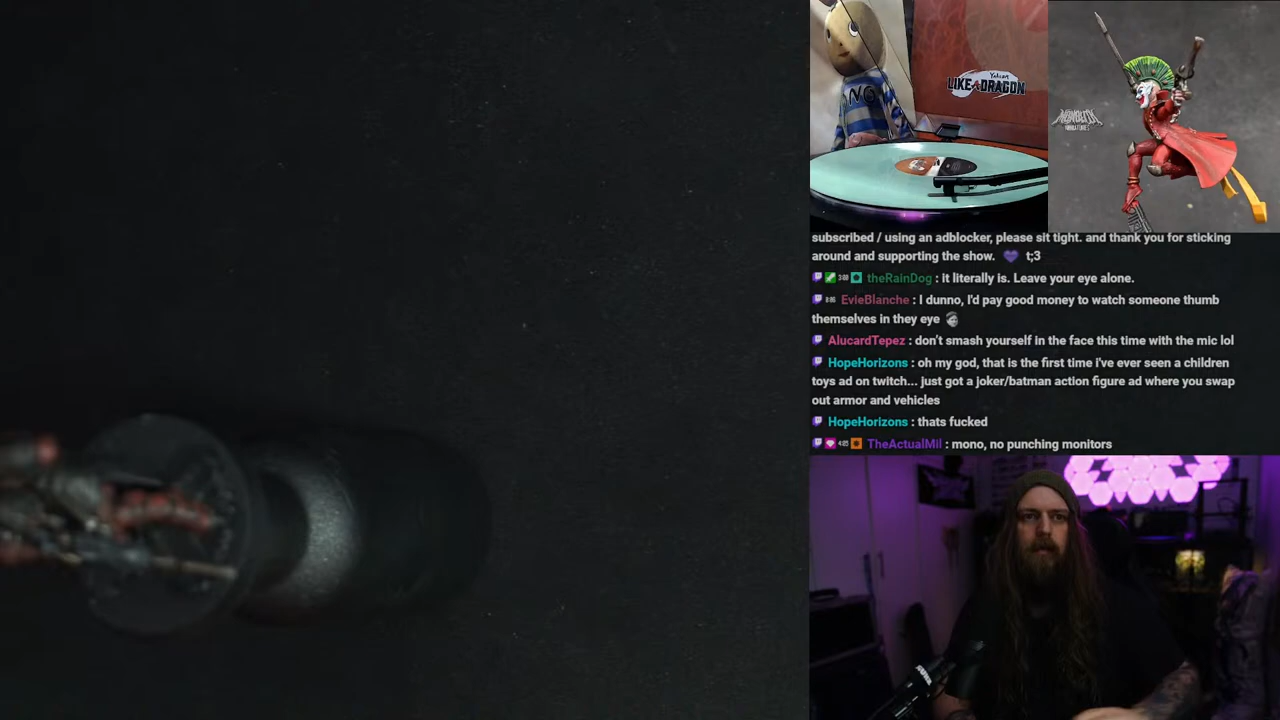 Yakuza
LIKE A DRAGON
MONOLITH
MINIATURES
subscribed / using an adblocker, please sit tight. and thank you for sticking
around and supporting the show. 💜 t;3
theRainDog : it literally is. Leave your eye alone.
EvieBlanche : I dunno, I'd pay good money to watch someone thumb
themselves in they eye
AlucardTepez : don't smash yourself in the face this time with the mic lol
HopeHorizons : oh my god, that is the first time i've ever seen a children
toys ad on twitch... just got a joker/batman action figure ad where you swap
out armor and vehicles
HopeHorizons : thats fucked
TheActualMil : mono, no punching monitors